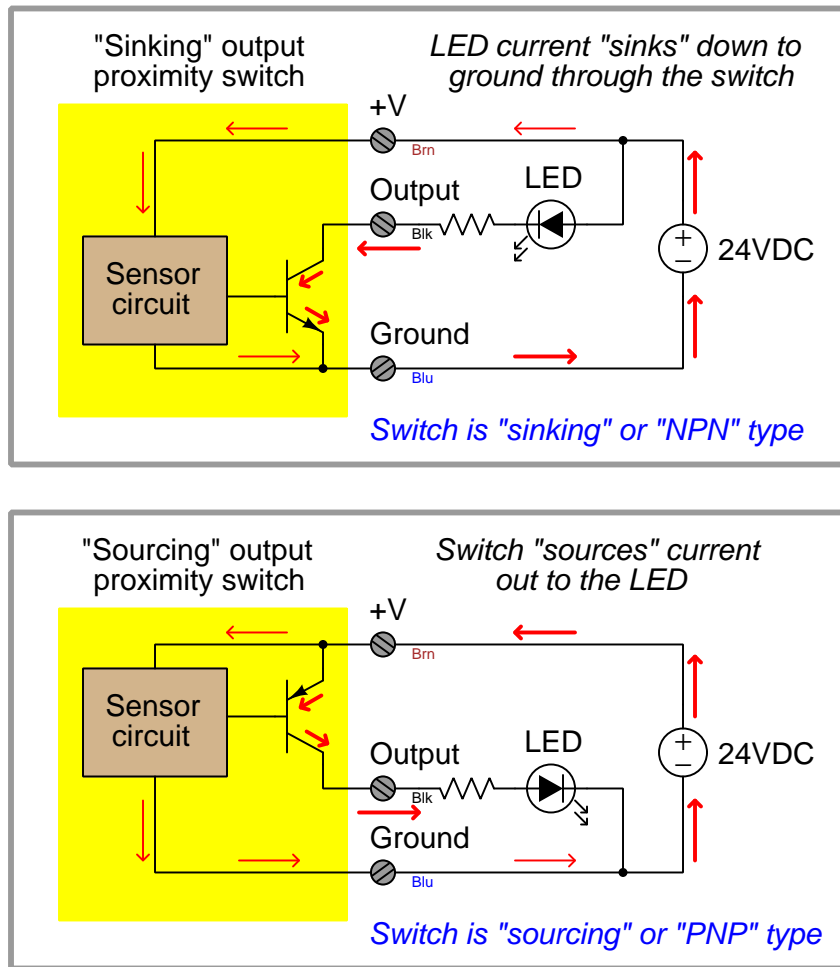 "Sinking" output
proximity switch
LED current "sinks" down to
ground through the switch
+V
Brn
Output
LED
Blk
+
−
24VDC
Sensor
circuit
Ground
Blu
Switch is "sinking" or "NPN" type
"Sourcing" output
proximity switch
Switch "sources" current
out to the LED
+V
Brn
Sensor
circuit
Output
LED
Blk
+
−
24VDC
Ground
Blu
Switch is "sourcing" or "PNP" type